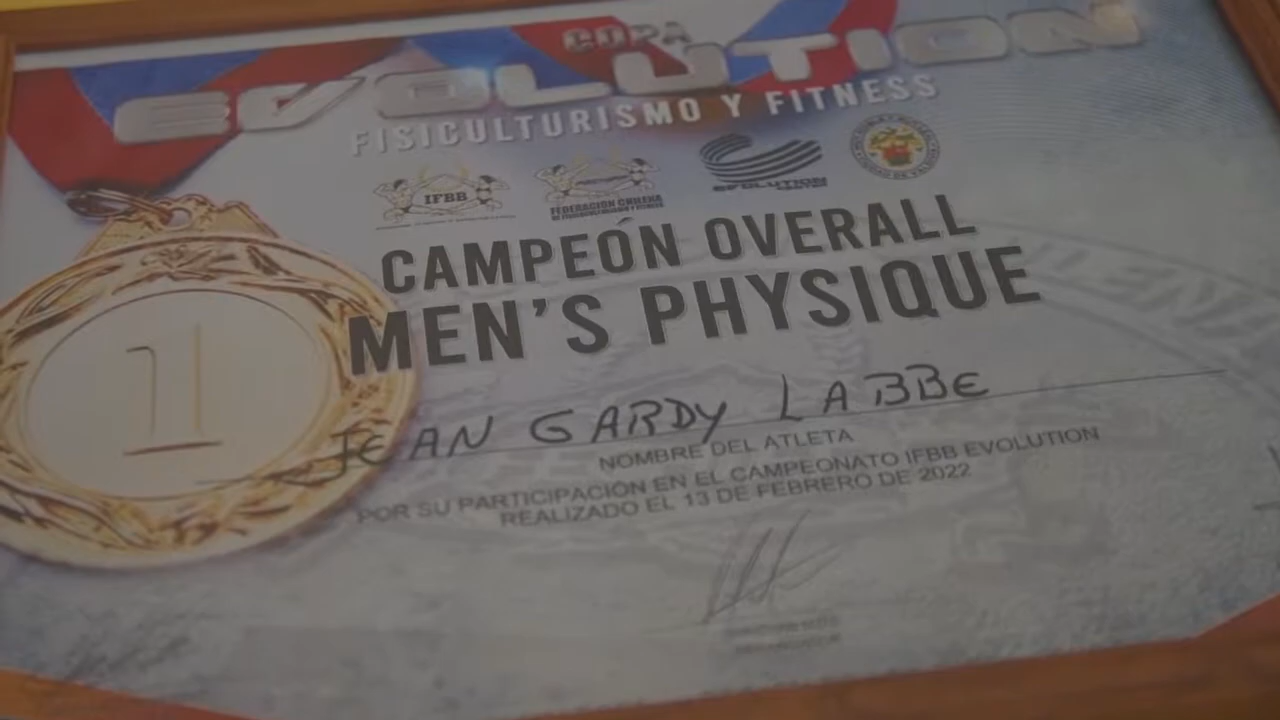 COPA
EVOLUTION
FISICULTURISMO Y FITNESS
IFBB
FEDERACION CHILENA
EVOLUTION
CAMPEÓN OVERALL
MEN'S PHYSIQUE
JEAN GARDY LABBE
NOMBRE DEL ATLETA
POR SU PARTICIPACIÓN EN EL CAMPEONATO IFBB EVOLUTION
REALIZADO EL 13 DE FEBRERO DE 2022
1